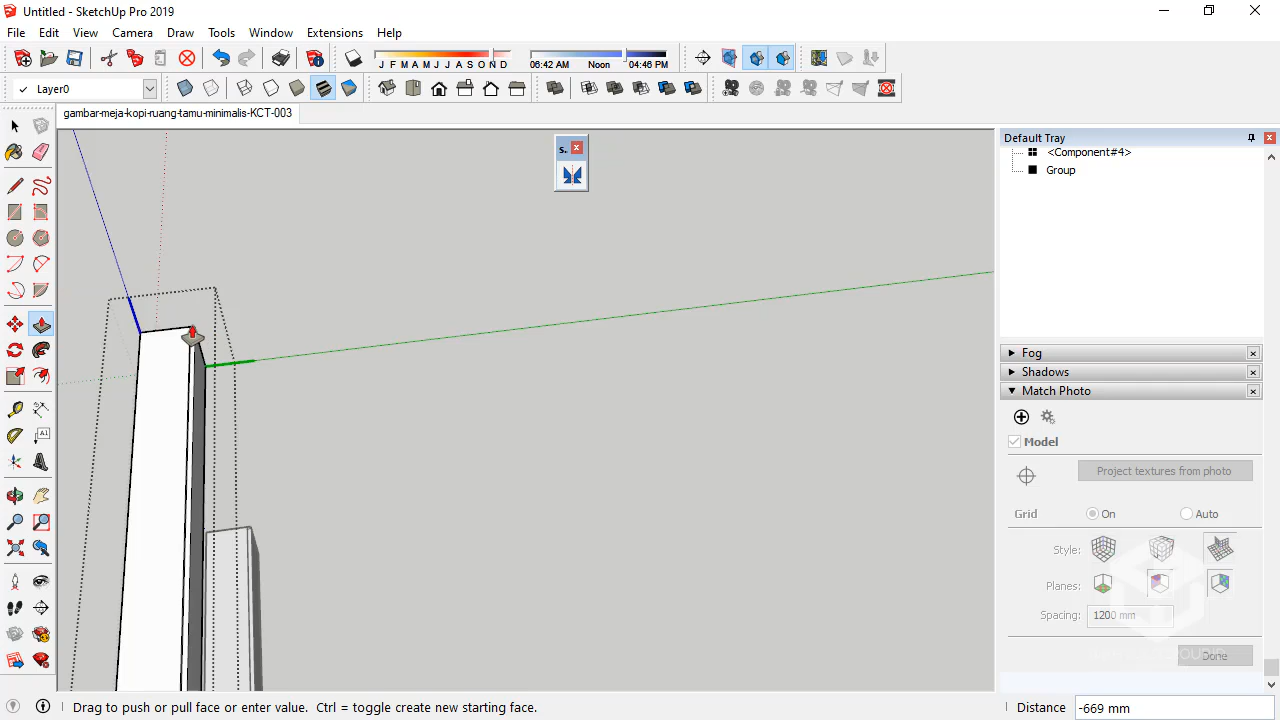 Untitled - SketchUp Pro 2019
File Edit View Camera Draw Tools Window Extensions Help
J F M A M J J A S O N D
06:42 AM Noon 04:46 PM
Layer0
gambar-meja-kopi-ruang-tamu-minimalis-KCT-003
s.
Default Tray
<Component#4>
Group
Fog
Shadows
Match Photo
Model
Project textures from photo
Grid On Auto
Style:
Planes:
Spacing: 1200 mm
Done
A1
Drag to push or pull face or enter value. Ctrl = toggle create new starting face.
Distance -669 mm